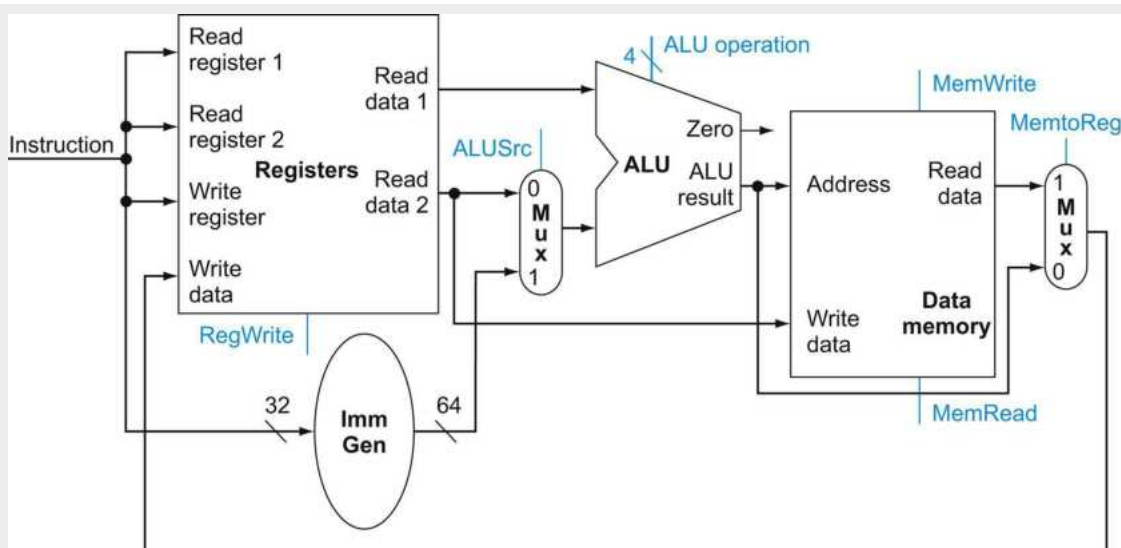 Instruction
Read
register 1
Read
register 2
Write
register
Write
data
Registers
Read
data 1
Read
data 2
RegWrite
32
Imm
Gen
64
ALUSrc
0
Mux
1
4
ALU operation
ALU
Zero
ALU
result
MemWrite
Address
Read
data
Write
data
Data
memory
MemRead
MemtoReg
1
Mux
0